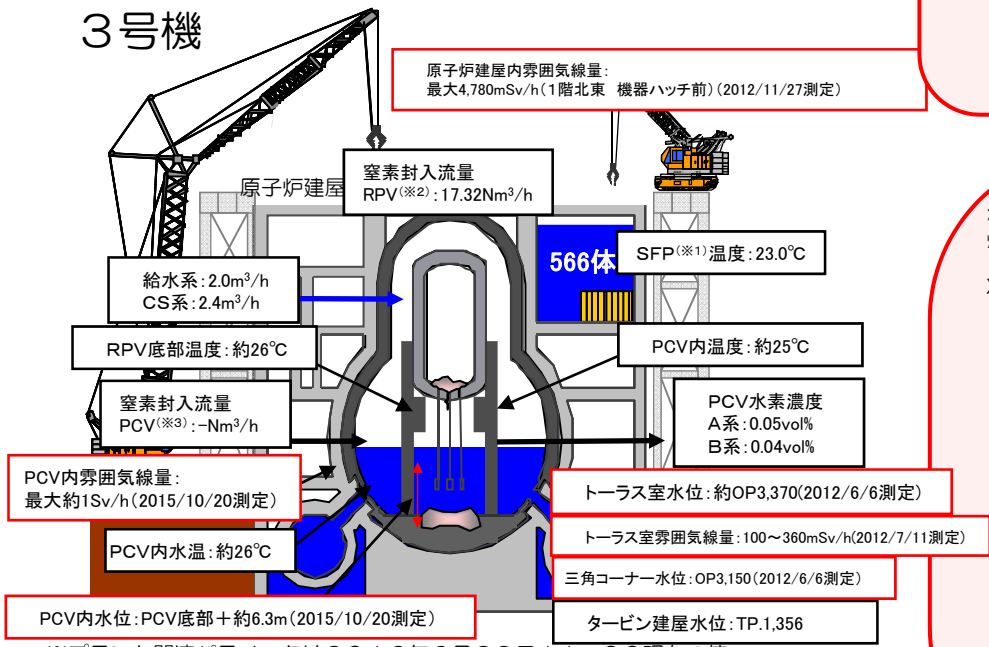 ３号機
原子炉建屋内雰囲気線量：
最大4,780mSv/h（１階北東　機器ハッチ前）（2012/11/27測定）
窒素封入流量
RPV(※2)：17.32Nm³/h
原子炉建屋
566体
SFP(※1)温度：23.0℃
給水系：2.0m³/h
CS系：2.4m³/h
RPV底部温度：約26℃
PCV内温度：約25℃
窒素封入流量
PCV(※3)：-Nm³/h
PCV水素濃度
A系：0.05vol%
B系：0.04vol%
PCV内雰囲気線量：
最大約1Sv/h（2015/10/20測定）
トーラス室水位：約OP3,370（2012/6/6測定）
トーラス室雰囲気線量：100～360mSv/h（2012/7/11測定）
PCV内水温：約26℃
三角コーナー水位：OP3,150（2012/6/6測定）
PCV内水位：PCV底部＋約6.3m（2015/10/20測定）
タービン建屋水位：TP.1,356